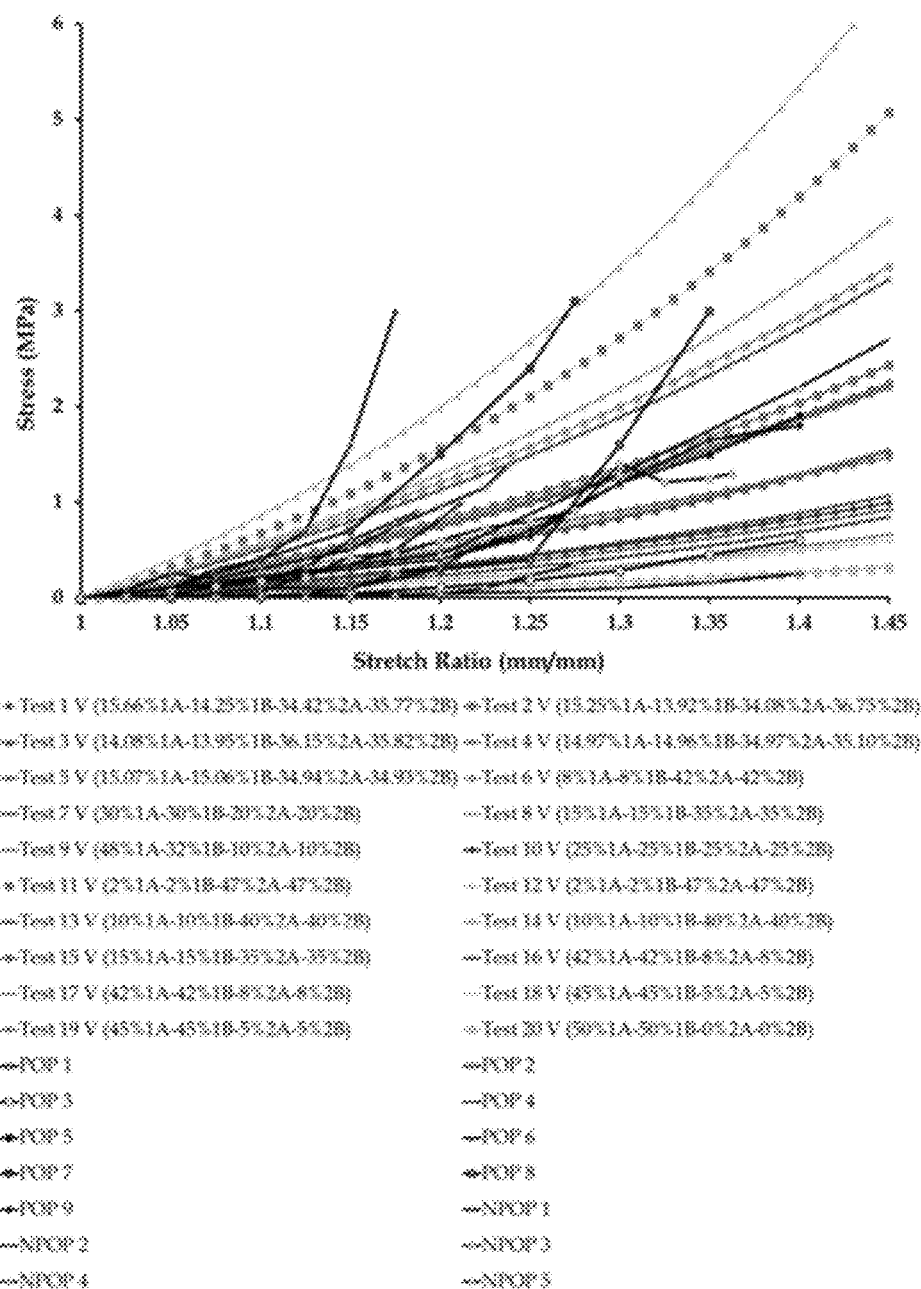 6
5
4
3
2
1
0
Stress (MPa)
1 1.05 1.1 1.15 1.2 1.25 1.3 1.35 1.4 1.45
Stretch Ratio (mm/mm)
Test 1 V (15.66%1A-14.25%1B-34.42%2A-35.77%2B) Test 2 V (15.25%1A-13.92%1B-34.08%2A-36.75%2B)
Test 3 V (14.08%1A-13.95%1B-36.15%2A-35.82%2B) Test 4 V (14.97%1A-14.96%1B-34.97%2A-35.10%2B)
Test 5 V (15.07%1A-15.06%1B-34.94%2A-34.93%2B) Test 6 V (8%1A-8%1B-42%2A-42%2B)
Test 7 V (30%1A-30%1B-20%2A-20%2B) Test 8 V (15%1A-15%1B-35%2A-35%2B)
Test 9 V (48%1A-32%1B-10%2A-10%2B) Test 10 V (25%1A-25%1B-25%2A-25%2B)
Test 11 V (2%1A-2%1B-47%2A-47%2B) Test 12 V (2%1A-2%1B-47%2A-47%2B)
Test 13 V (10%1A-10%1B-40%2A-40%2B) Test 14 V (10%1A-10%1B-40%2A-40%2B)
Test 15 V (15%1A-15%1B-35%2A-35%2B) Test 16 V (42%1A-42%1B-8%2A-8%2B)
Test 17 V (42%1A-42%1B-8%2A-8%2B) Test 18 V (45%1A-45%1B-5%2A-5%2B)
Test 19 V (45%1A-45%1B-5%2A-5%2B) Test 20 V (50%1A-50%1B-0%2A-0%2B)
POP 1 POP 2
POP 3 POP 4
POP 5 POP 6
POP 7 POP 8
POP 9 NPOP 1
NPOP 2 NPOP 3
NPOP 4 NPOP 5